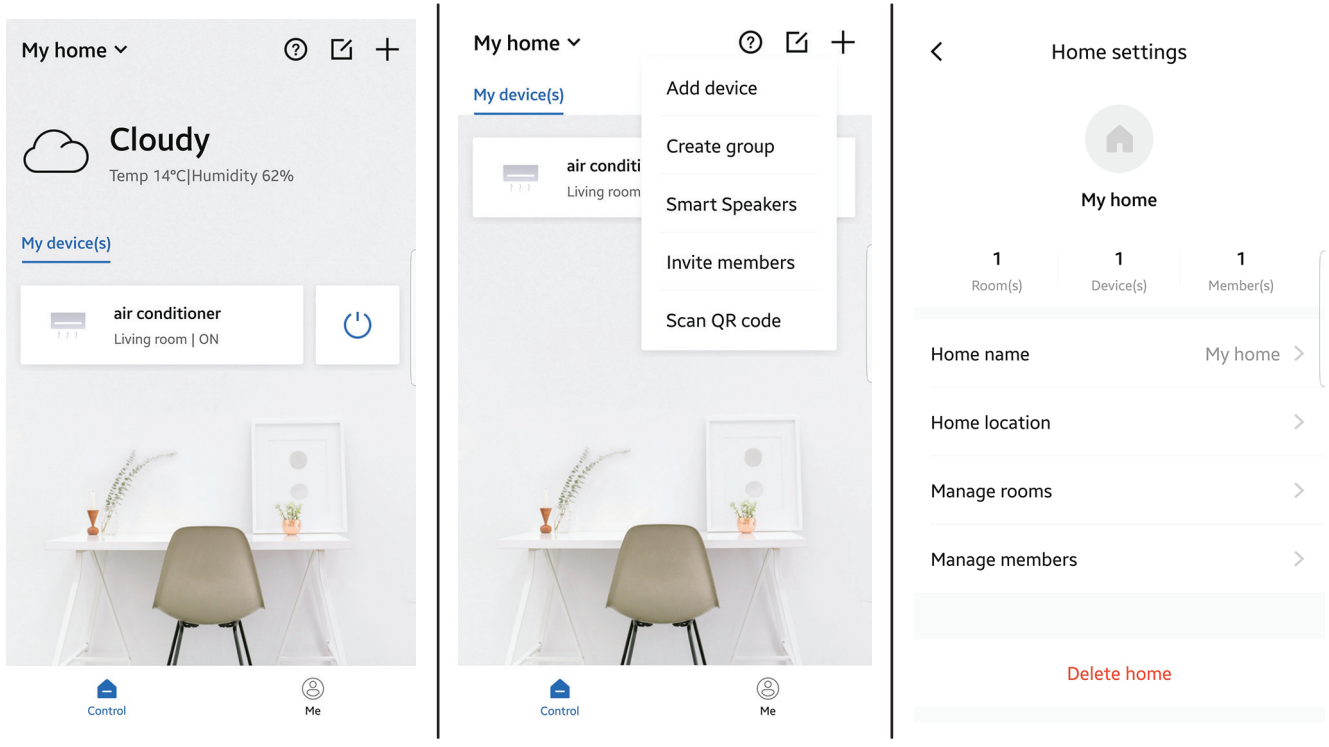 My home
Cloudy
Temp 14°C|Humidity 62%
My device(s)
air conditioner
Living room | ON
Control
Me
My home
My device(s)
air conditi
Living room
Add device
Create group
Smart Speakers
Invite members
Scan QR code
Control
Me
Home settings
My home
1 1 1
Room(s) Device(s) Member(s)
Home name My home
Home location
Manage rooms
Manage members
Delete home